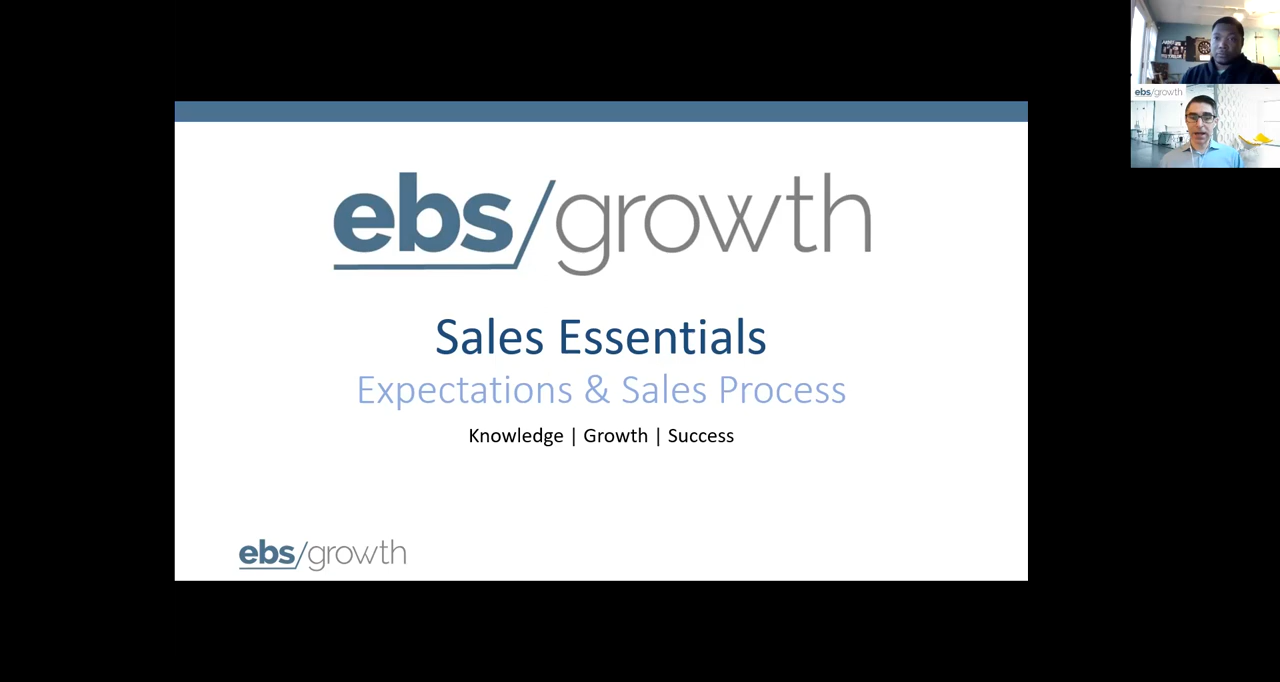 ebs/growth
ebs/growth
Sales Essentials
Expectations & Sales Process
Knowledge | Growth | Success
ebs/growth